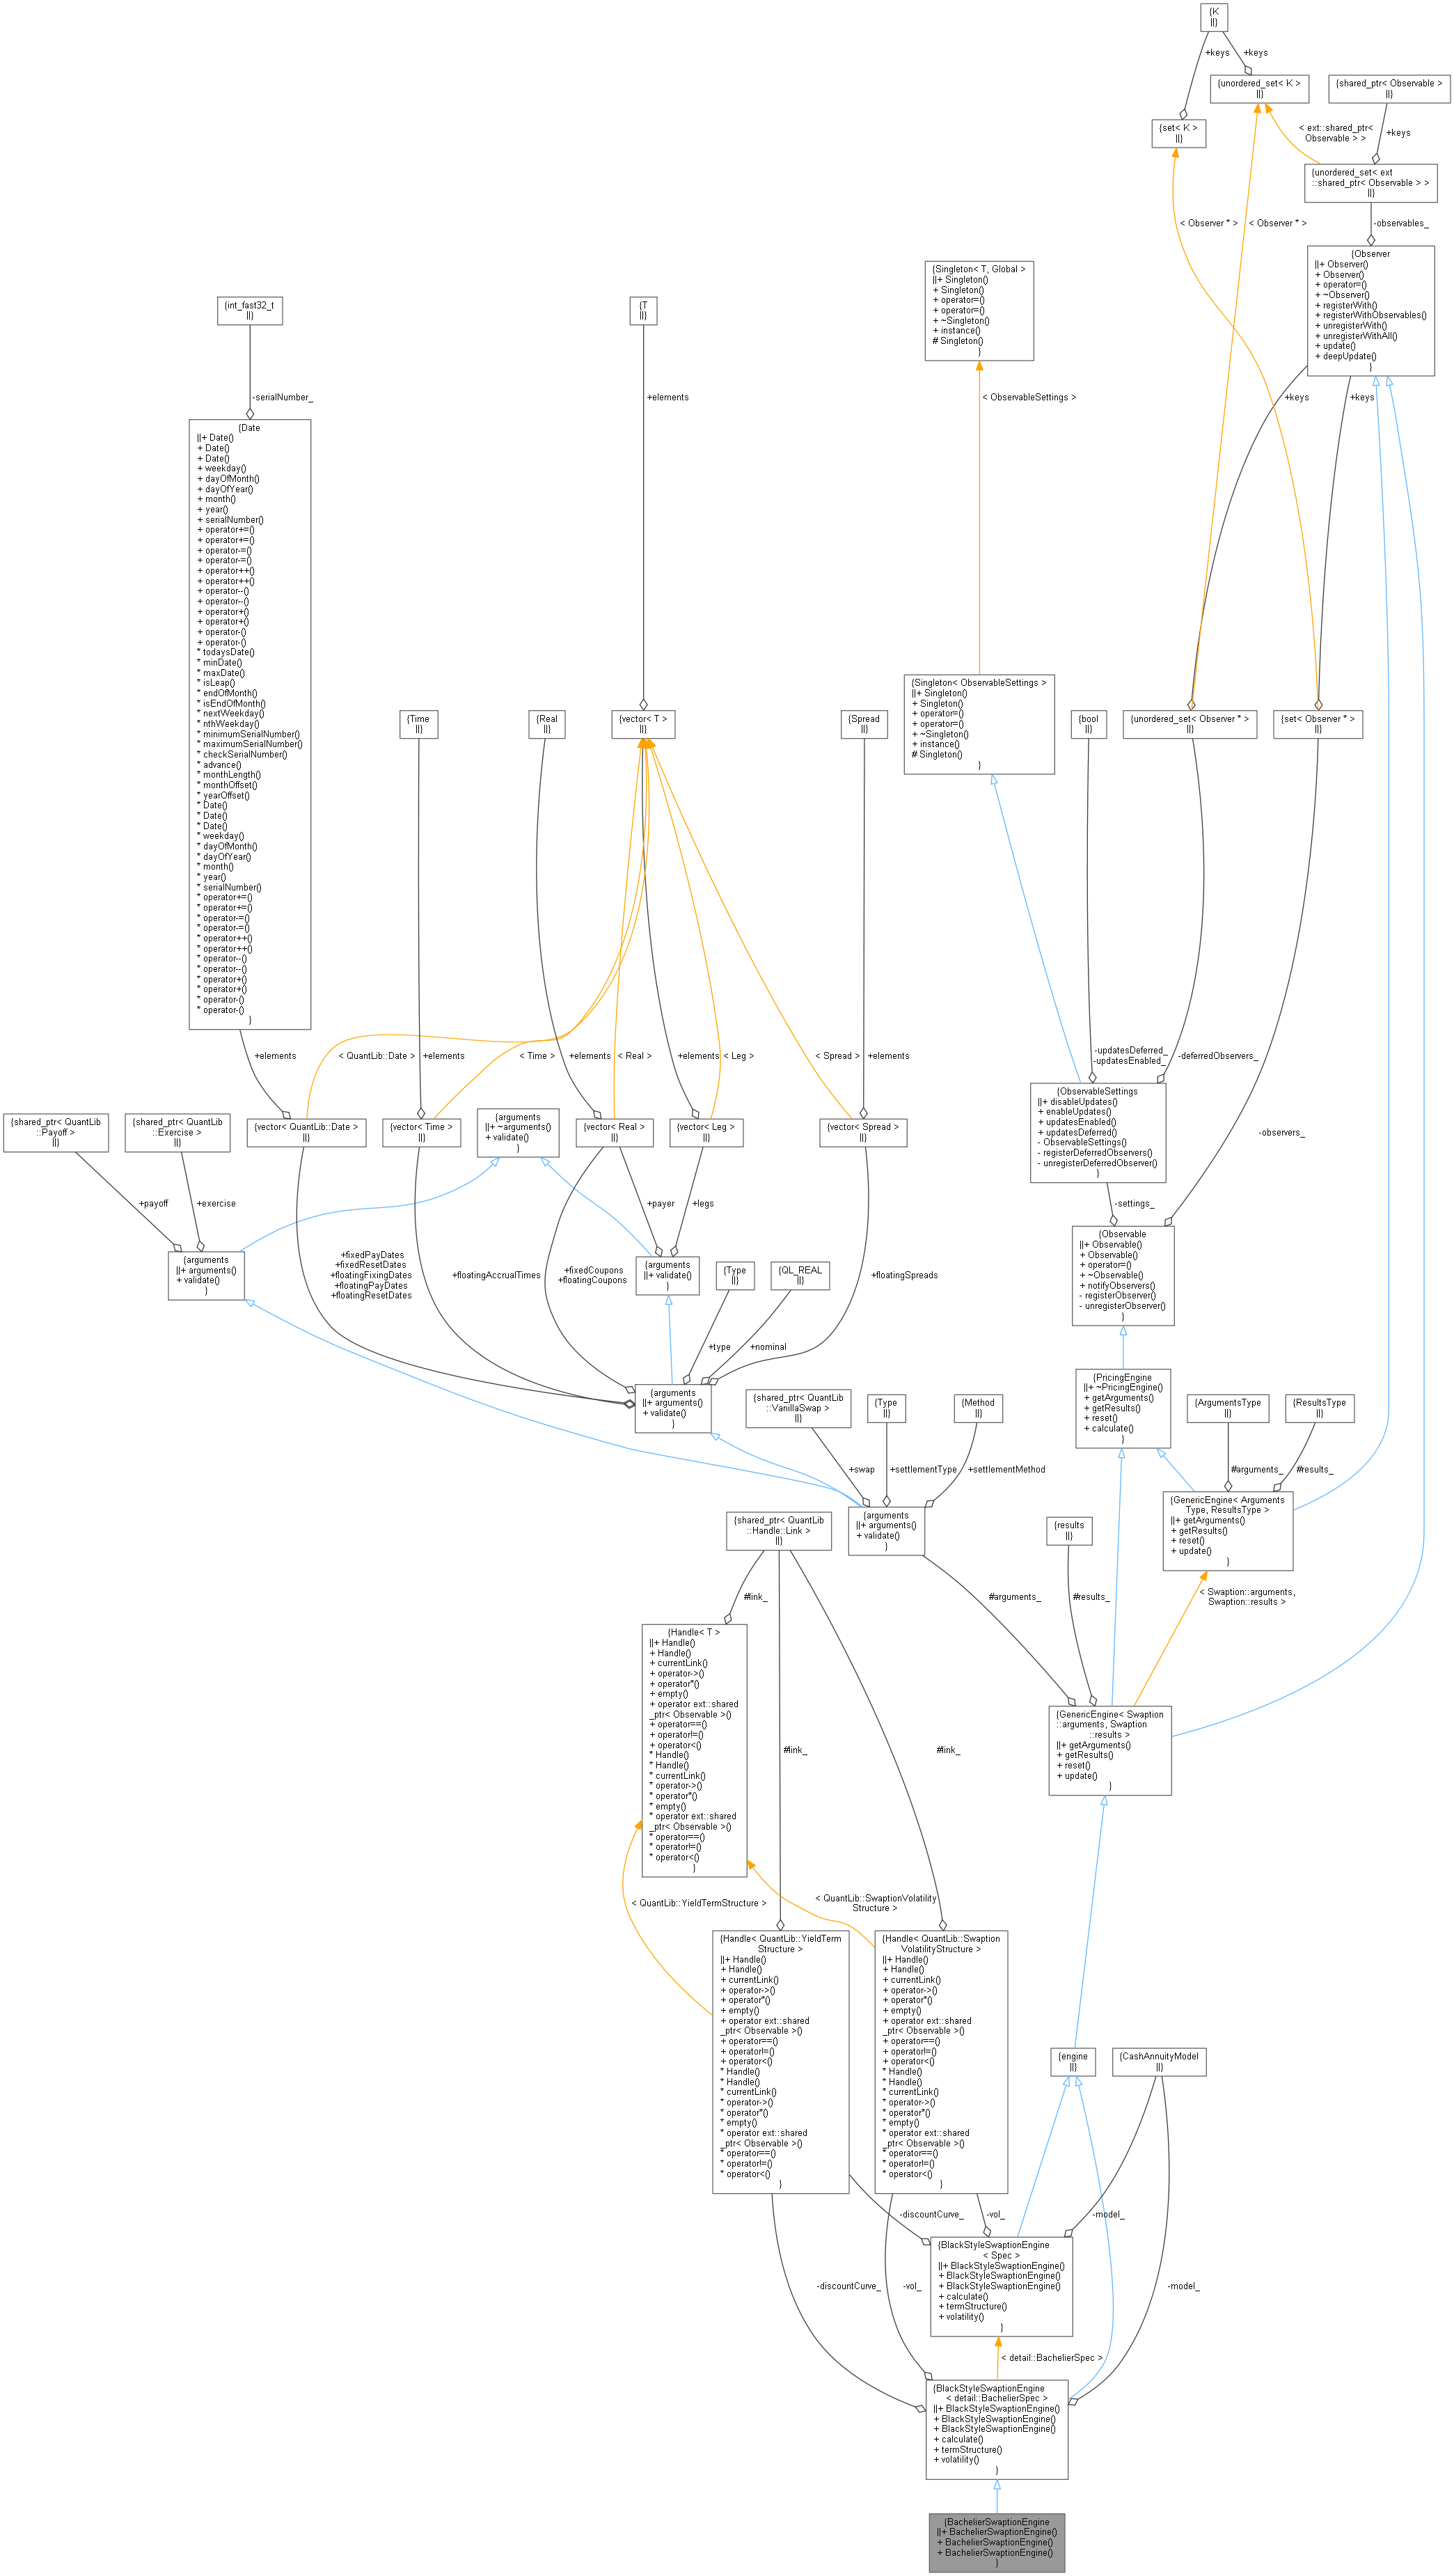 {K
||}
+keys
+keys
{unordered_set< K >
||}
{shared_ptr< Observable >
||}
{set< K >
||}
< ext::shared_ptr<
Observable > >
+keys
{unordered_set< ext
::shared_ptr< Observable > >
||}
< Observer * >
< Observer * >
-observables_
{Observer
||+ Observer()
+ Observer()
+ operator=()
+ ~Observer()
+ registerWith()
+ registerWithObservables()
+ unregisterWith()
+ unregisterWithAll()
+ update()
+ deepUpdate()
}
{Singleton< T, Global >
||+ Singleton()
+ Singleton()
+ operator=()
+ operator=()
+ ~Singleton()
+ instance()
# Singleton()
}
{int_fast32_t
||}
{T
||}
-serialNumber_
+elements
< ObservableSettings >
+keys
+keys
{Date
||+ Date()
+ Date()
+ Date()
+ weekday()
+ dayOfMonth()
+ dayOfYear()
+ month()
+ year()
+ serialNumber()
+ operator+=()
+ operator+=()
+ operator-=()
+ operator-=()
+ operator++()
+ operator++()
+ operator--()
+ operator--()
+ operator+()
+ operator+()
+ operator-()
+ operator-()
* todaysDate()
* minDate()
* maxDate()
* isLeap()
* endOfMonth()
* isEndOfMonth()
* nextWeekday()
* nthWeekday()
* minimumSerialNumber()
* maximumSerialNumber()
* checkSerialNumber()
* advance()
* monthLength()
* monthOffset()
* yearOffset()
* Date()
* Date()
* Date()
* weekday()
* dayOfMonth()
* dayOfYear()
* month()
* year()
* serialNumber()
* operator+=()
* operator+=()
* operator-=()
* operator-=()
* operator++()
* operator++()
* operator--()
* operator--()
* operator+()
* operator+()
* operator-()
* operator-()
}
{Time
||}
{Real
||}
{vector< T >
||}
{Spread
||}
{Singleton< ObservableSettings >
||+ Singleton()
+ Singleton()
+ operator=()
+ operator=()
+ ~Singleton()
+ instance()
# Singleton()
}
{bool
||}
{unordered_set< Observer * >
||}
{set< Observer * >
||}
+elements
< QuantLib::Date >
+elements
< Time >
+elements
< Real >
+elements
< Leg >
< Spread >
+elements
-updatesDeferred_
-updatesEnabled_
-deferredObservers_
{shared_ptr< QuantLib
::Payoff >
||}
{shared_ptr< QuantLib
::Exercise >
||}
{vector< QuantLib::Date >
||}
{vector< Time >
||}
{arguments
||+ ~arguments()
+ validate()
}
{vector< Real >
||}
{vector< Leg >
||}
{vector< Spread >
||}
{ObservableSettings
||+ disableUpdates()
+ enableUpdates()
+ updatesEnabled()
+ updatesDeferred()
- ObservableSettings()
- registerDeferredObservers()
- unregisterDeferredObserver()
}
-observers_
+payoff
+exercise
+payer
+legs
-settings_
{arguments
||+ arguments()
+ validate()
}
+fixedPayDates
+fixedResetDates
+floatingFixingDates
+floatingPayDates
+floatingResetDates
+floatingAccrualTimes
+fixedCoupons
+floatingCoupons
{arguments
||+ validate()
}
{Type
||}
{QL_REAL
||}
+floatingSpreads
{Observable
||+ Observable()
+ Observable()
+ operator=()
+ ~Observable()
+ notifyObservers()
- registerObserver()
- unregisterObserver()
}
+type
+nominal
{arguments
||+ arguments()
+ validate()
}
{shared_ptr< QuantLib
::VanillaSwap >
||}
{Type
||}
{Method
||}
{PricingEngine
||+ ~PricingEngine()
+ getArguments()
+ getResults()
+ reset()
+ calculate()
}
{ArgumentsType
||}
{ResultsType
||}
+swap
+settlementType
+settlementMethod
#arguments_
#results_
{shared_ptr< QuantLib
::Handle::Link >
||}
{arguments
||+ arguments()
+ validate()
}
{results
||}
{GenericEngine< Arguments
Type, ResultsType >
||+ getArguments()
+ getResults()
+ reset()
+ update()
}
#link_
#arguments_
#results_
< Swaption::arguments,
Swaption::results >
{Handle< T >
||+ Handle()
+ Handle()
+ currentLink()
+ operator->()
+ operator*()
+ empty()
+ operator ext::shared
_ptr< Observable >()
+ operator==()
+ operator!=()
+ operator<()
* Handle()
* Handle()
* currentLink()
* operator->()
* operator*()
* empty()
* operator ext::shared
_ptr< Observable >()
* operator==()
* operator!=()
* operator<()
}
#link_
#link_
{GenericEngine< Swaption
::arguments, Swaption
::results >
||+ getArguments()
+ getResults()
+ reset()
+ update()
}
< QuantLib::YieldTermStructure >
< QuantLib::SwaptionVolatility
Structure >
{Handle< QuantLib::YieldTerm
Structure >
||+ Handle()
+ Handle()
+ currentLink()
+ operator->()
+ operator*()
+ empty()
+ operator ext::shared
_ptr< Observable >()
+ operator==()
+ operator!=()
+ operator<()
* Handle()
* Handle()
* currentLink()
* operator->()
* operator*()
* empty()
* operator ext::shared
_ptr< Observable >()
* operator==()
* operator!=()
* operator<()
}
{Handle< QuantLib::Swaption
VolatilityStructure >
||+ Handle()
+ Handle()
+ currentLink()
+ operator->()
+ operator*()
+ empty()
+ operator ext::shared
_ptr< Observable >()
+ operator==()
+ operator!=()
+ operator<()
* Handle()
* Handle()
* currentLink()
* operator->()
* operator*()
* empty()
* operator ext::shared
_ptr< Observable >()
* operator==()
* operator!=()
* operator<()
}
{engine
||}
{CashAnnuityModel
||}
-discountCurve_
-vol_
-model_
{BlackStyleSwaptionEngine
< Spec >
||+ BlackStyleSwaptionEngine()
+ BlackStyleSwaptionEngine()
+ BlackStyleSwaptionEngine()
+ calculate()
+ termStructure()
+ volatility()
}
-discountCurve_
-vol_
-model_
< detail::BachelierSpec >
{BlackStyleSwaptionEngine
< detail::BachelierSpec >
||+ BlackStyleSwaptionEngine()
+ BlackStyleSwaptionEngine()
+ BlackStyleSwaptionEngine()
+ calculate()
+ termStructure()
+ volatility()
}
{BachelierSwaptionEngine
||+ BachelierSwaptionEngine()
+ BachelierSwaptionEngine()
+ BachelierSwaptionEngine()
}